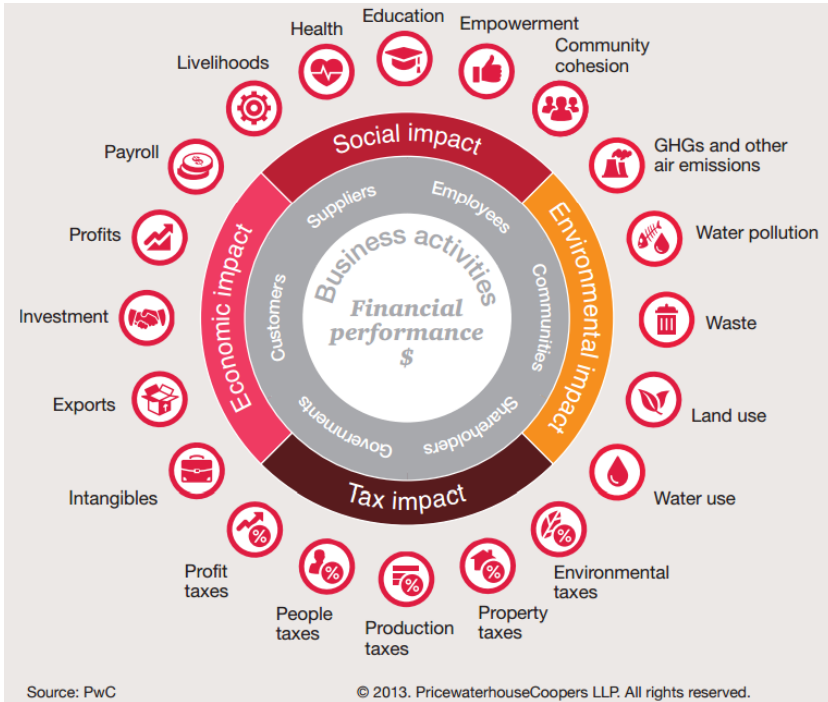 Education
Empowerment
Health
Community
cohesion
Livelihoods
GHGs and other
air emissions
Payroll
Water pollution
Profits
Waste
Investment
Land use
Exports
Water use
Intangibles
Environmental
taxes
Profit
taxes
Property
taxes
People
taxes
Production
taxes
Social impact
Environmental impact
Tax impact
Economic impact
Suppliers
Employees
Communities
Shareholders
Governments
Customers
Business activities
Financial
performance
$
%
%
%
%
%
Source: PwC
© 2013. PricewaterhouseCoopers LLP. All rights reserved.